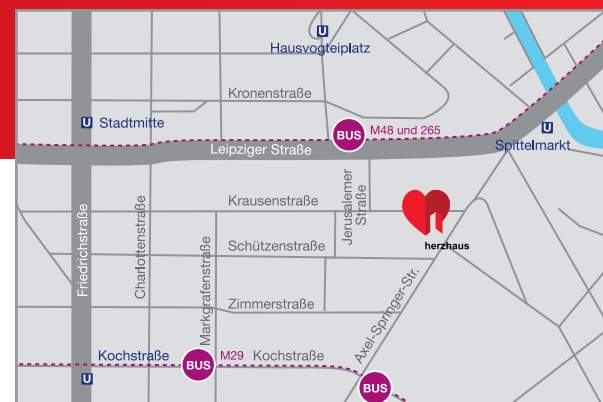 U
Hausvogteiplatz
Kronenstraße
U Stadtmitte
BUS M48 und 265
U
Spittelmarkt
Leipziger Straße
Friedrichstraße
Charlottenstraße
Markgrafenstraße
Krausenstraße
Jerusalemer
Straße
herzhaus
Schützenstraße
Axel-Springer-Str.
Zimmerstraße
Kochstraße
BUS M29
Kochstraße
U
BUS